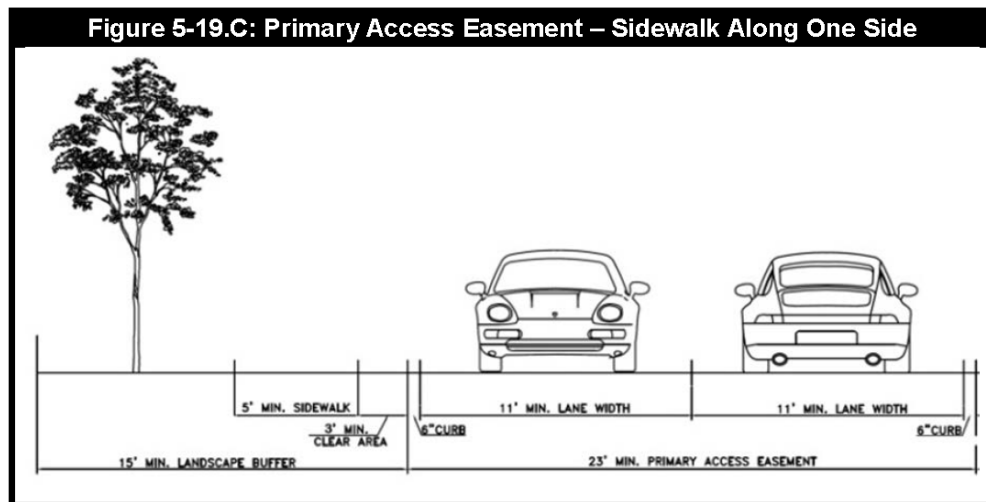 Figure 5-19.C: Primary Access Easement – Sidewalk Along One Side
5' MIN. SIDEWALK
11' MIN. LANE WIDTH
11' MIN. LANE WIDTH
3' MIN.
CLEAR AREA
6"CURB
6"CURB
15' MIN. LANDSCAPE BUFFER
23' MIN. PRIMARY ACCESS EASEMENT